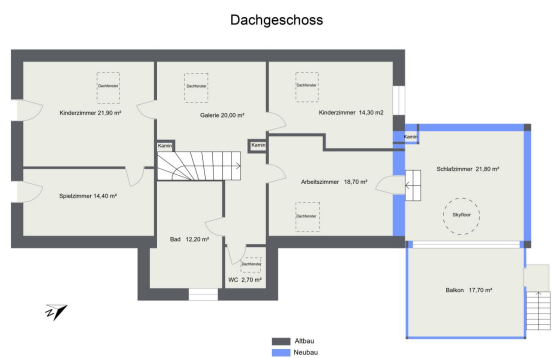 Dachgeschoss
Dachfenster
Dachfenster
Dachfenster
Kinderzimmer 21,90 m²
Galerie 20,00 m²
Kinderzimmer 14,30 m2
Kamin
Kamin
Kamin
Schlafzimmer 21,80 m²
Spielzimmer 14,40 m²
Arbeitszimmer 18,70 m²
Dachfenster
Skyfloor
Bad 12,20 m²
Dachfenster
WC 2,70 m²
Balkon 17,70 m²
N
Altbau
Neubau